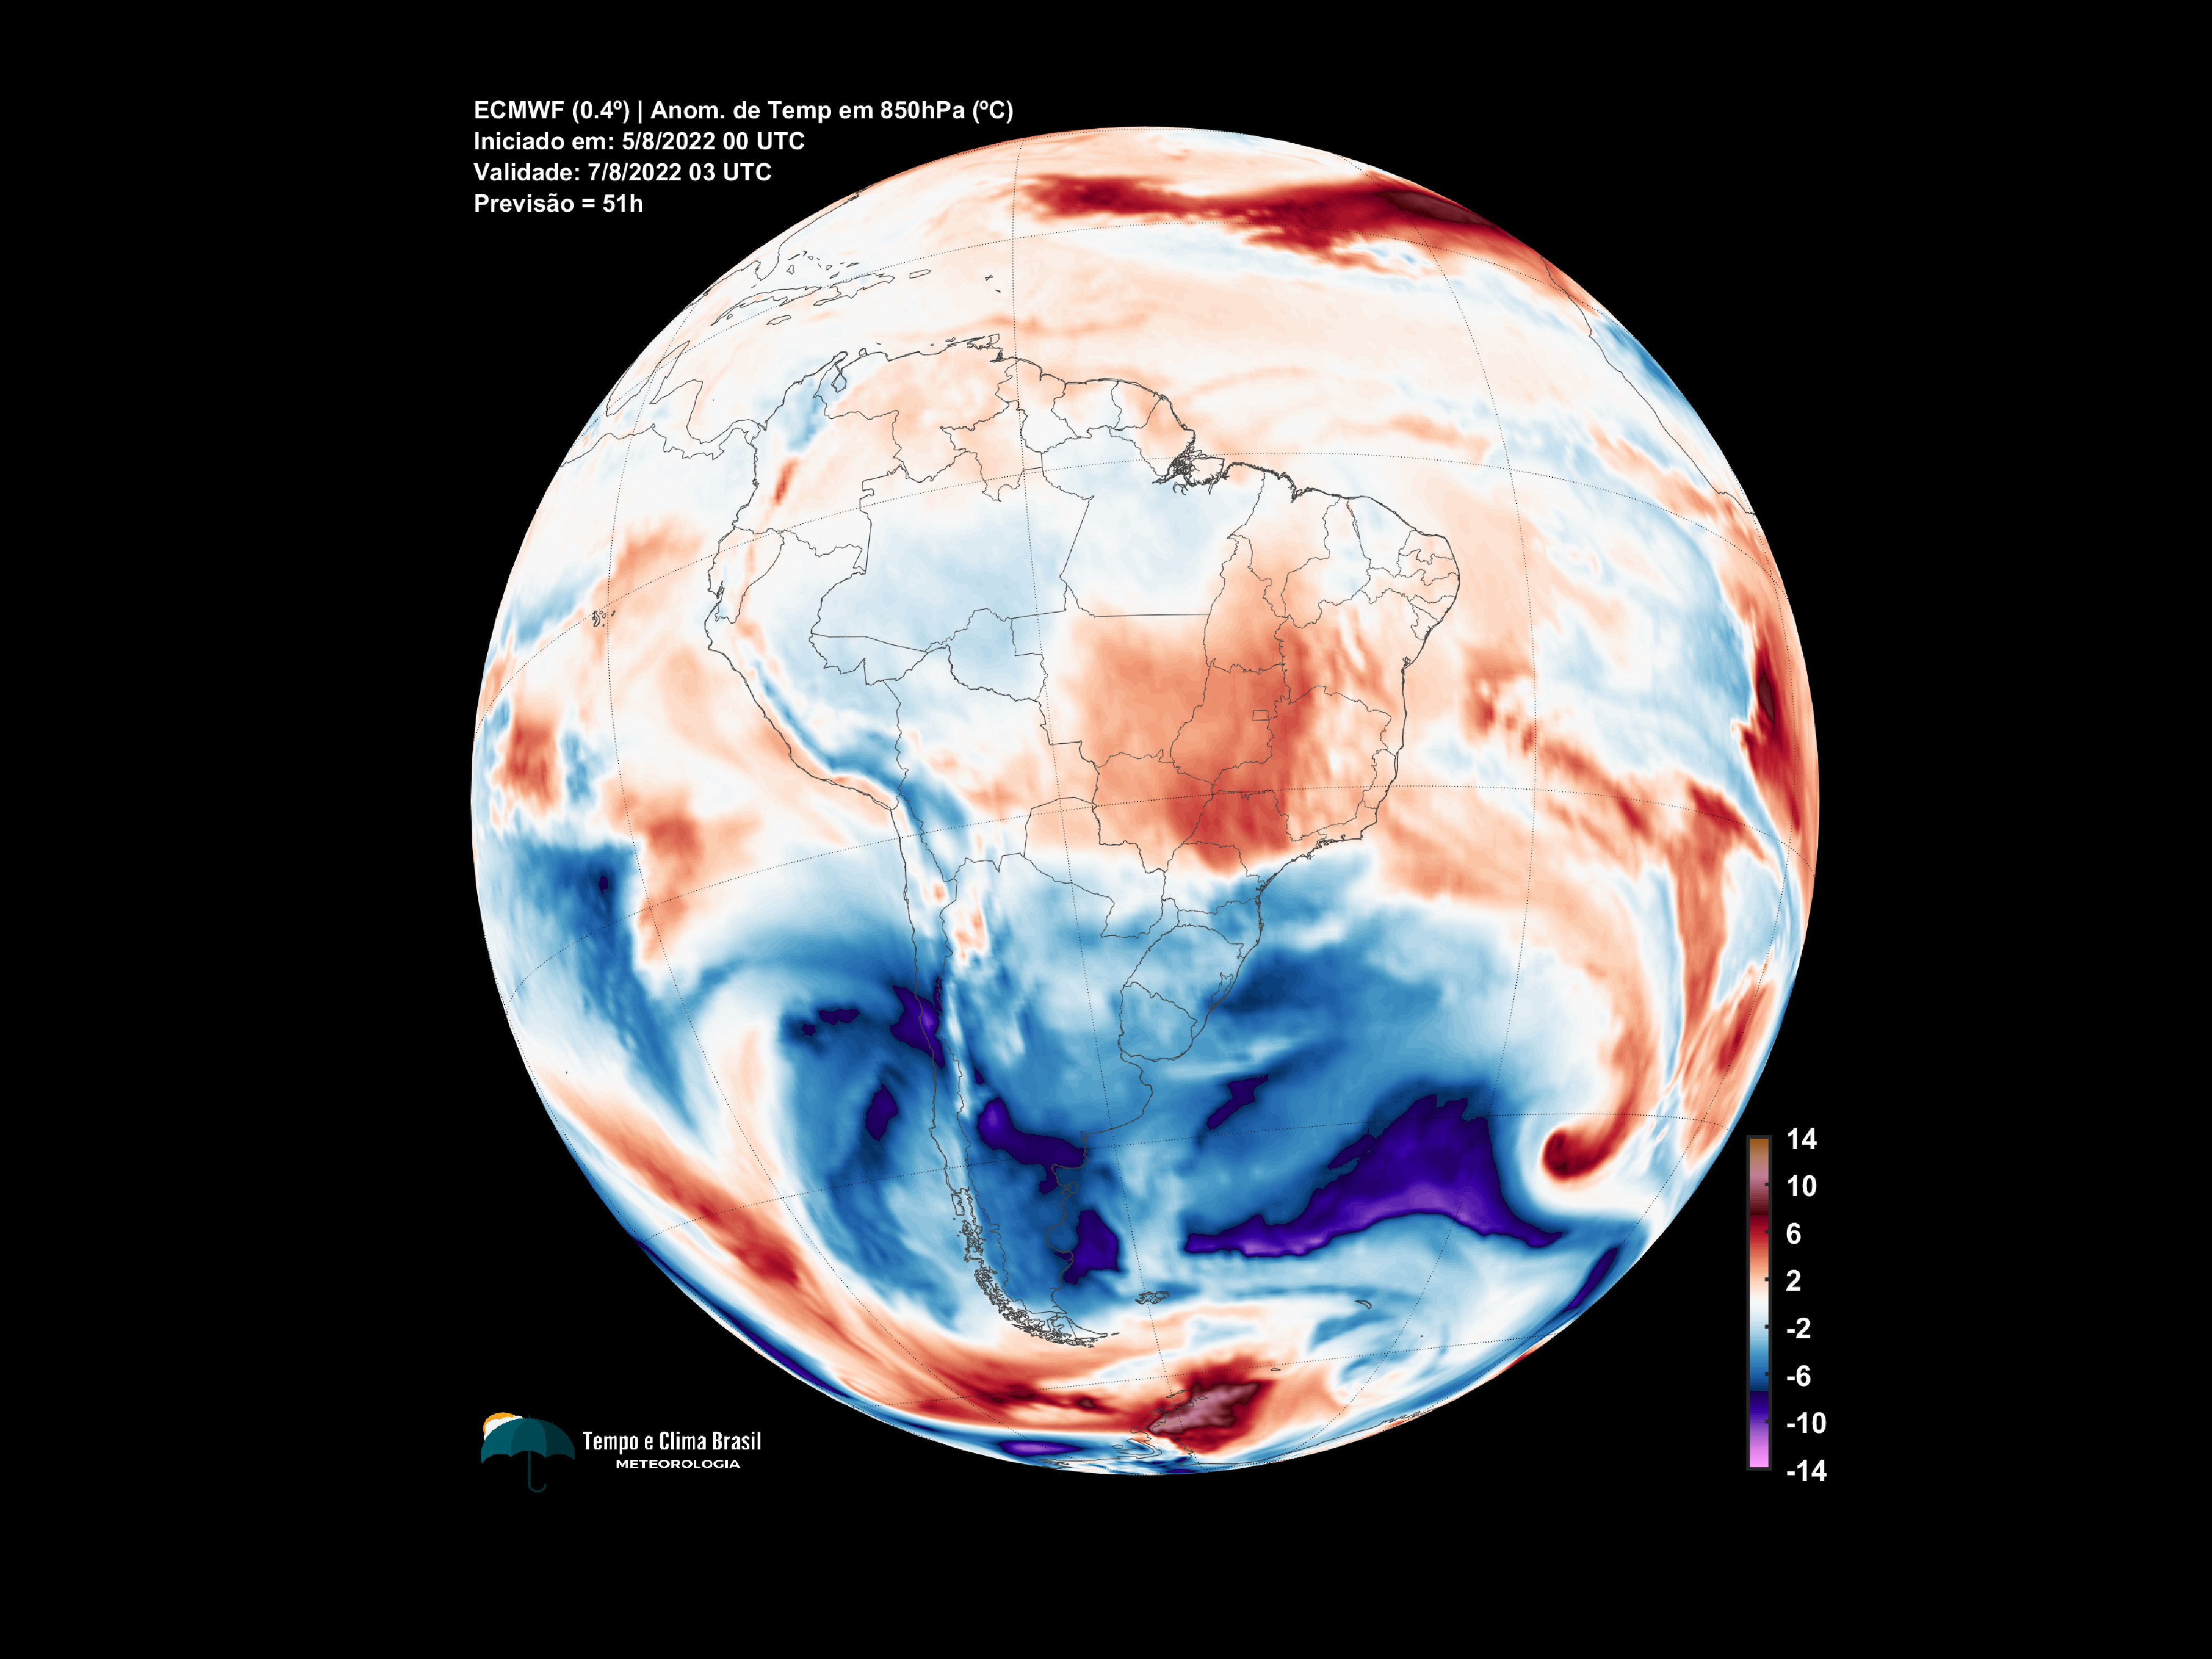 ECMWF (0.4º) | Anom. de Temp em 850hPa (ºC)
Iniciado em: 5/8/2022 00 UTC
Validade: 7/8/2022 03 UTC
Previsão = 51h
14
10
6
2
-2
-6
-10
-14
Tempo e Clima Brasil
METEOROLOGIA